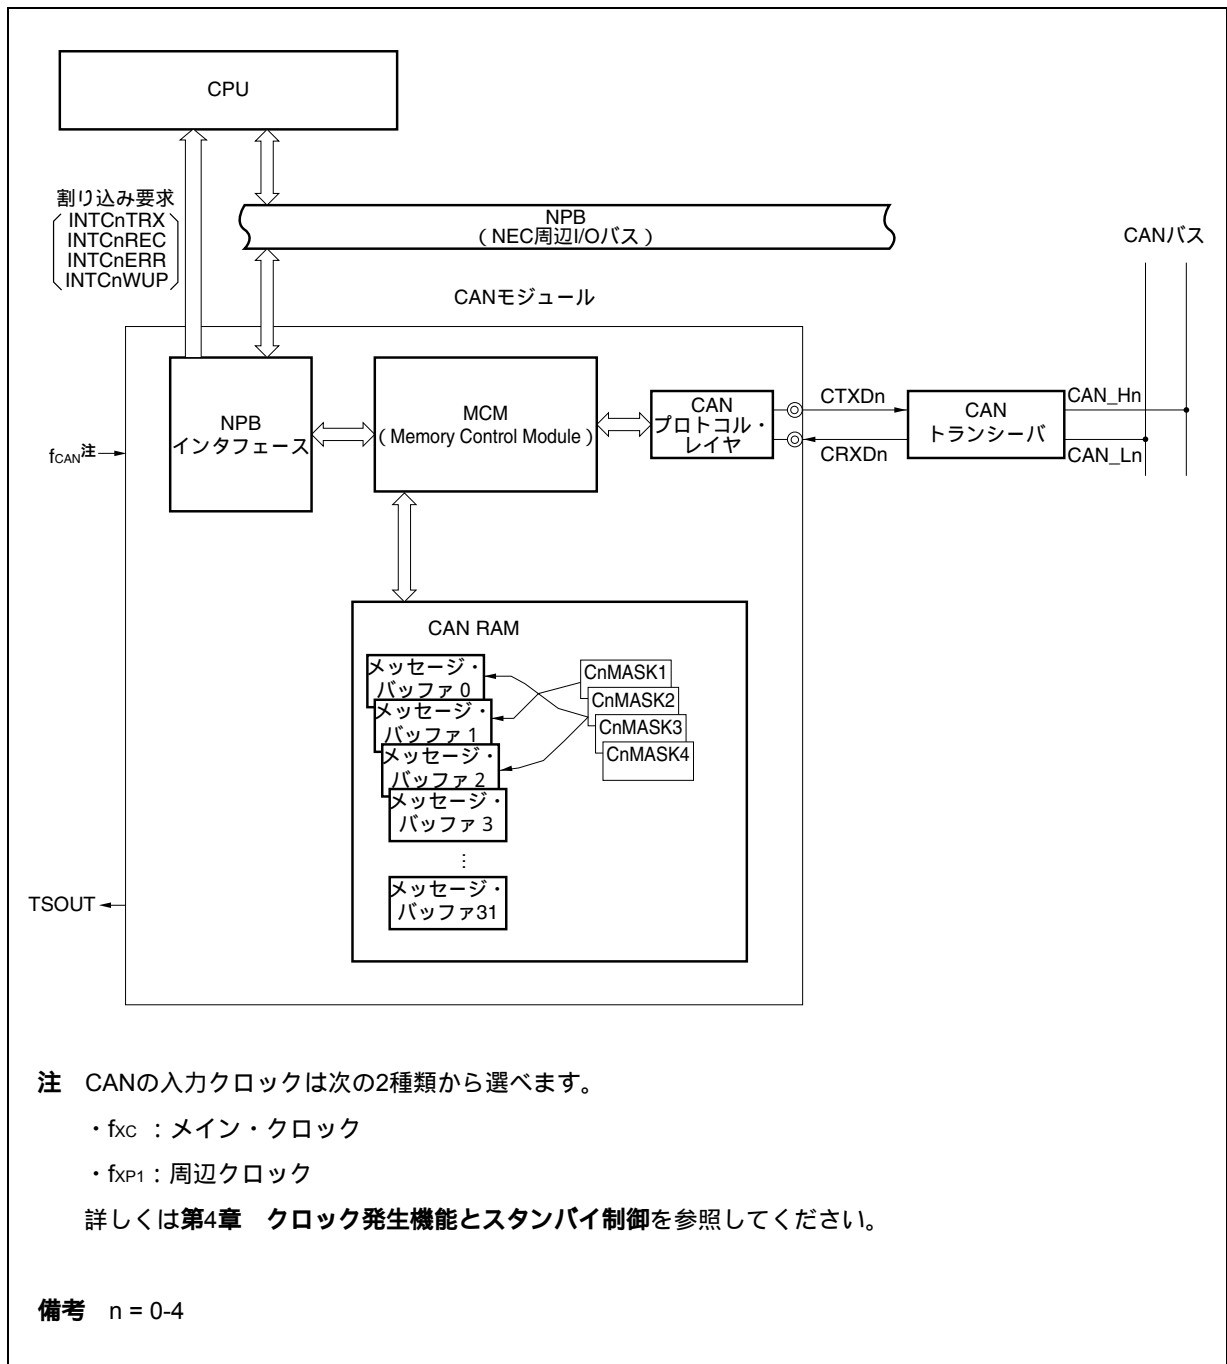 CPU
割り込み要求
INTCnTRX
INTCnREC
INTCnERR
INTCnWUP
NPB
（NEC周辺I/Oバス）
CANバス
CANモジュール
NPB
インタフェース
MCM
（Memory Control Module）
CAN
プロトコル・
レイヤ
CTXDn
CRXDn
CAN
トランシーバ
CAN_Hn
CAN_Ln
fCAN注
CAN RAM
メッセージ・
バッファ 0
メッセージ・
バッファ 1
メッセージ・
バッファ 2
メッセージ・
バッファ 3
⋮
メッセージ・
バッファ31
CnMASK1
CnMASK2
CnMASK3
CnMASK4
TSOUT
注 CANの入力クロックは次の2種類から選べます。
・fXC ：メイン・クロック
・fXP1：周辺クロック
詳しくは第4章 クロック発生機能とスタンバイ制御を参照してください。
備考 n = 0-4